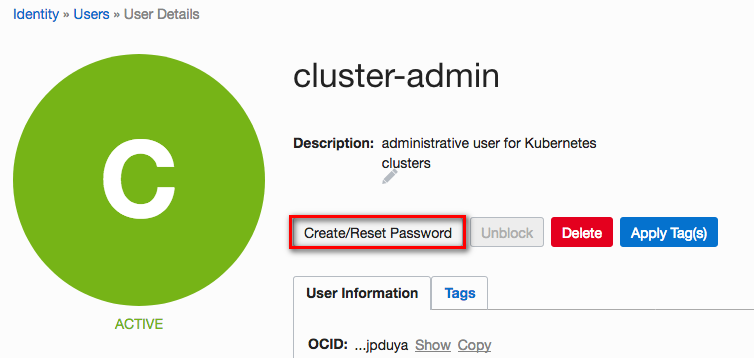 Identity » Users » User Details
C
cluster-admin
Description: administrative user for Kubernetes
clusters
Create/Reset Password Unblock Delete Apply Tag(s)
ACTIVE
User Information Tags
OCID: ...jpduya Show Copy